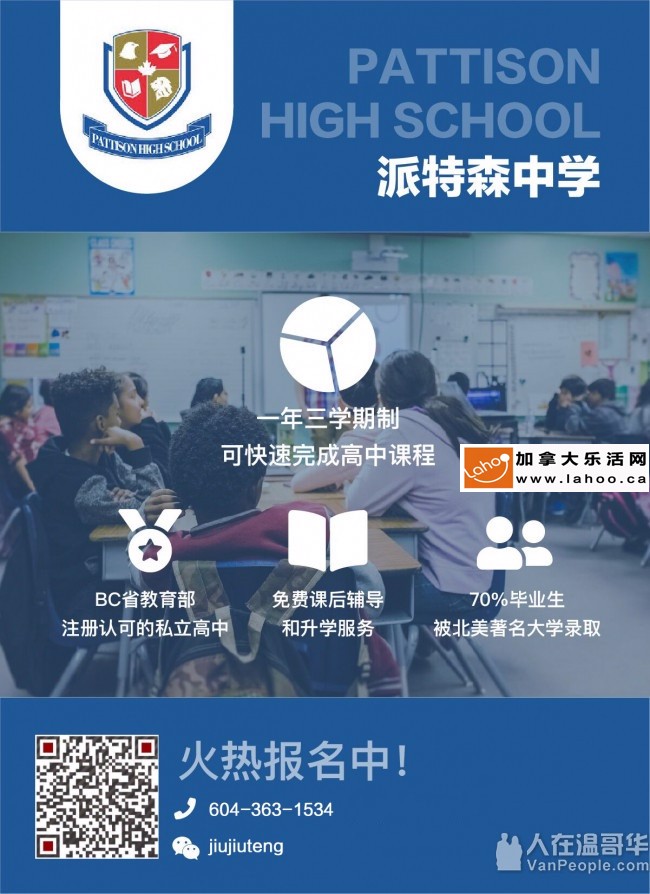 PATTISON HIGH SCHOOL
PATTISON
HIGH SCHOOL
派特森中学
一年三学期制
可快速完成高中课程
Lahoo
加拿大乐活网
www.lahoo.ca
BC省教育部
注册认可的私立高中
免费课后辅导
和升学服务
70%毕业生
被北美著名大学录取
火热报名中!
604-363-1534
jiujiuteng
人在温哥华
VanPeople.com